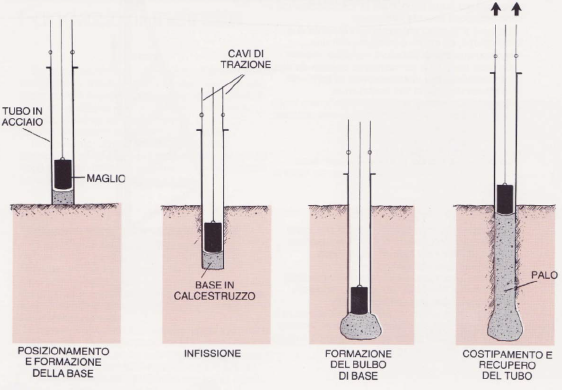 CAVI DI
TRAZIONE
TUBO IN
ACCIAIO
MAGLIO
BASE IN
CALCESTRUZZO
PALO
POSIZIONAMENTO
E FORMAZIONE
DELLA BASE
INFISSIONE
FORMAZIONE
DEL BULBO
DI BASE
COSTIPAMENTO E
RECUPERO
DEL TUBO